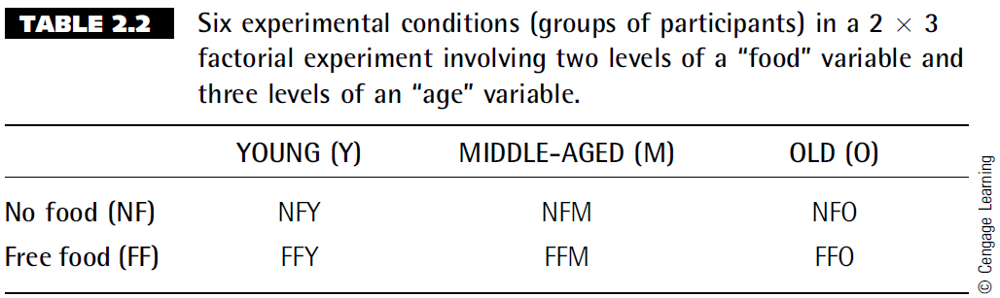 TABLE 2.2 Six experimental conditions (groups of participants) in a 2 × 3
factorial experiment involving two levels of a “food” variable and
three levels of an “age” variable.
YOUNG (Y) MIDDLE-AGED (M) OLD (O)
No food (NF) NFY NFM NFO
Free food (FF) FFY FFM FFO
© Cengage Learning